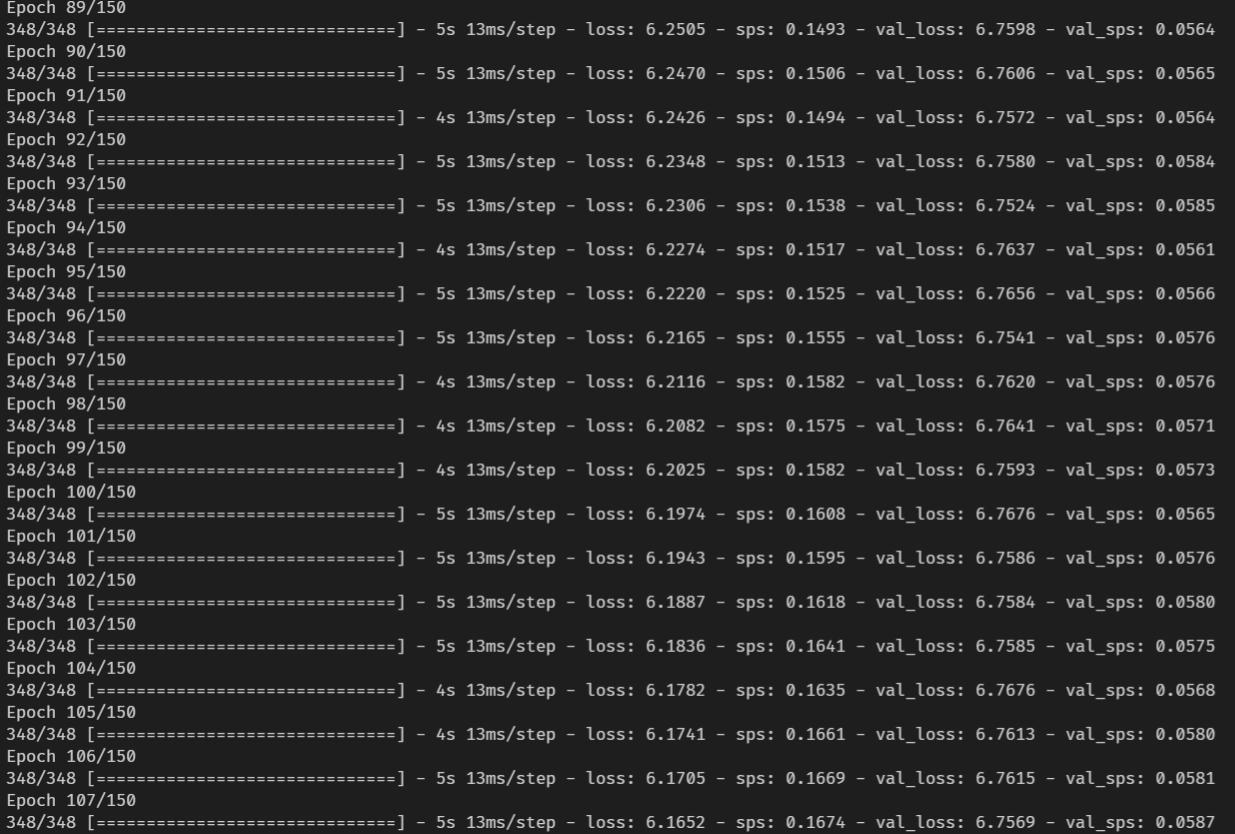 Epoch 89/150
348/348 [==============================] - 5s 13ms/step - loss: 6.2505 - sps: 0.1493 - val_loss: 6.7598 - val_sps: 0.0564
Epoch 90/150
348/348 [==============================] - 5s 13ms/step - loss: 6.2470 - sps: 0.1506 - val_loss: 6.7606 - val_sps: 0.0565
Epoch 91/150
348/348 [==============================] - 4s 13ms/step - loss: 6.2426 - sps: 0.1494 - val_loss: 6.7572 - val_sps: 0.0564
Epoch 92/150
348/348 [==============================] - 5s 13ms/step - loss: 6.2348 - sps: 0.1513 - val_loss: 6.7580 - val_sps: 0.0584
Epoch 93/150
348/348 [==============================] - 5s 13ms/step - loss: 6.2306 - sps: 0.1538 - val_loss: 6.7524 - val_sps: 0.0585
Epoch 94/150
348/348 [==============================] - 4s 13ms/step - loss: 6.2274 - sps: 0.1517 - val_loss: 6.7637 - val_sps: 0.0561
Epoch 95/150
348/348 [==============================] - 5s 13ms/step - loss: 6.2220 - sps: 0.1525 - val_loss: 6.7656 - val_sps: 0.0566
Epoch 96/150
348/348 [==============================] - 5s 13ms/step - loss: 6.2165 - sps: 0.1555 - val_loss: 6.7541 - val_sps: 0.0576
Epoch 97/150
348/348 [==============================] - 4s 13ms/step - loss: 6.2116 - sps: 0.1582 - val_loss: 6.7620 - val_sps: 0.0576
Epoch 98/150
348/348 [==============================] - 4s 13ms/step - loss: 6.2082 - sps: 0.1575 - val_loss: 6.7641 - val_sps: 0.0571
Epoch 99/150
348/348 [==============================] - 4s 13ms/step - loss: 6.2025 - sps: 0.1582 - val_loss: 6.7593 - val_sps: 0.0573
Epoch 100/150
348/348 [==============================] - 5s 13ms/step - loss: 6.1974 - sps: 0.1608 - val_loss: 6.7676 - val_sps: 0.0565
Epoch 101/150
348/348 [==============================] - 5s 13ms/step - loss: 6.1943 - sps: 0.1595 - val_loss: 6.7586 - val_sps: 0.0576
Epoch 102/150
348/348 [==============================] - 5s 13ms/step - loss: 6.1887 - sps: 0.1618 - val_loss: 6.7584 - val_sps: 0.0580
Epoch 103/150
348/348 [==============================] - 5s 13ms/step - loss: 6.1836 - sps: 0.1641 - val_loss: 6.7585 - val_sps: 0.0575
Epoch 104/150
348/348 [==============================] - 4s 13ms/step - loss: 6.1782 - sps: 0.1635 - val_loss: 6.7676 - val_sps: 0.0568
Epoch 105/150
348/348 [==============================] - 4s 13ms/step - loss: 6.1741 - sps: 0.1661 - val_loss: 6.7613 - val_sps: 0.0580
Epoch 106/150
348/348 [==============================] - 5s 13ms/step - loss: 6.1705 - sps: 0.1669 - val_loss: 6.7615 - val_sps: 0.0581
Epoch 107/150
348/348 [==============================] - 5s 13ms/step - loss: 6.1652 - sps: 0.1674 - val_loss: 6.7569 - val_sps: 0.0587